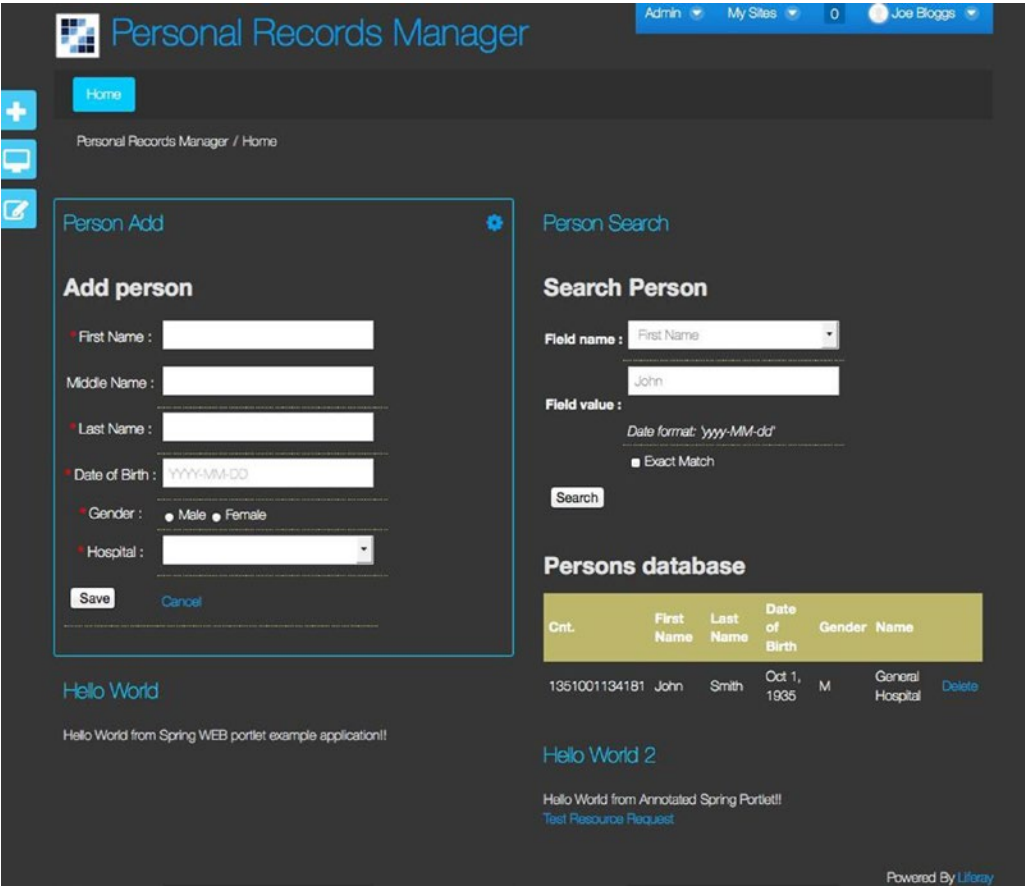 Personal Records Manager
Admin My Sites 0 Joe Bloggs
Home
Personal Records Manager / Home
Person Add
Add person
* First Name :
Middle Name :
* Last Name :
* Date of Birth : YYYY-MM-DD
* Gender : Male Female
* Hospital :
Save Cancel
Hello World
Hello World from Spring WEB portlet example application!!
Person Search
Search Person
Field name : First Name
John
Field value :
Date format: 'yyyy-MM-dd'
Exact Match
Search
Persons database
Cnt. First Name Last Name Date of Birth Gender Name
1351001134181 John Smith Oct 1, 1935 M General Hospital Delete
Hello World 2
Hello World from Annotated Spring Portlet!!
Test Resource Request
Powered By Liferay